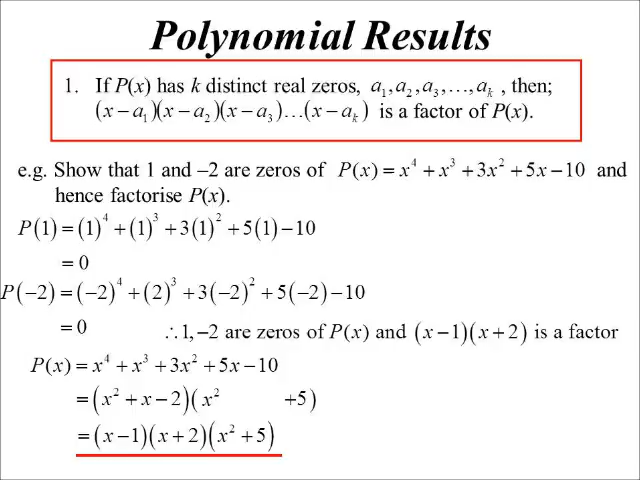 Polynomial Results
1. If P(x) has k distinct real zeros, a₁,a₂,a₃,…,aₖ , then;
(x−a₁)(x−a₂)(x−a₃)…(x−aₖ) is a factor of P(x).
e.g. Show that 1 and –2 are zeros of P(x) = x⁴ + x³ + 3x² + 5x − 10 and
hence factorise P(x).
P(1) = (1)⁴ + (1)³ + 3(1)² + 5(1) − 10
= 0
P(−2) = (−2)⁴ + (2)³ + 3(−2)² + 5(−2) − 10
= 0 ∴ 1, −2 are zeros of P(x) and (x−1)(x+2) is a factor
P(x) = x⁴ + x³ + 3x² + 5x − 10
= (x² + x − 2)(x² +5)
= (x−1)(x+2)(x²+5)